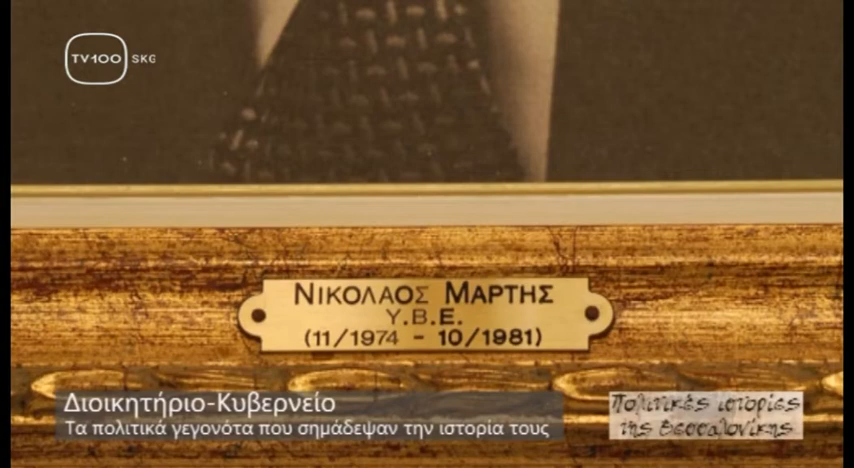 TV100 SKG
ΝΙΚΟΛΑΟΣ ΜΑΡΤΗΣ
Υ.Β.Ε.
(11/1974 - 10/1981)
Διοικητήριο-Κυβερνείο
Τα πολιτικά γεγονότα που σημάδεψαν την ιστορία τους
Πολιτικές ιστορίες
της Θεσσαλονίκης